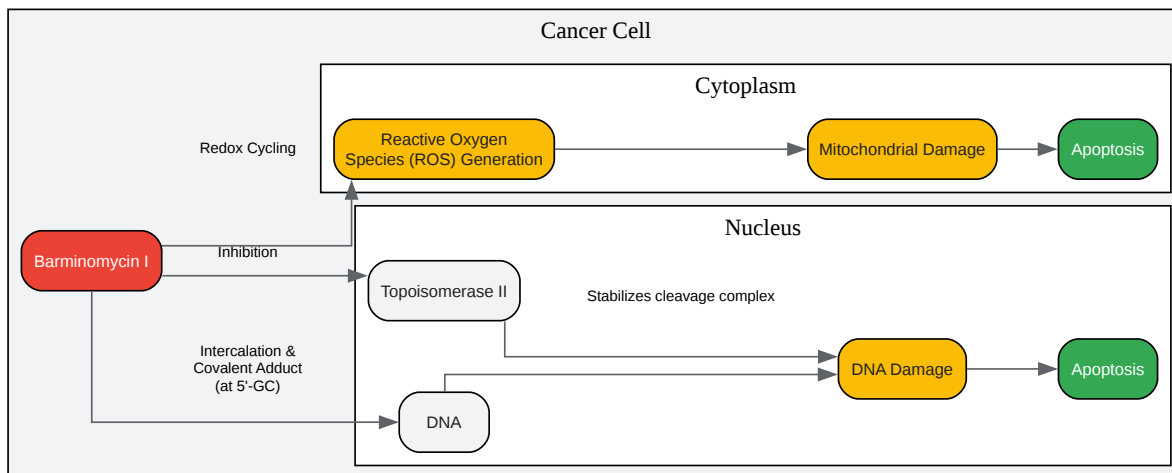 Cancer Cell
Cytoplasm
Redox Cycling
Reactive Oxygen
Species (ROS) Generation
Mitochondrial Damage
Apoptosis
Nucleus
Barminomycin I
Inhibition
Topoisomerase II
Stabilizes cleavage complex
Intercalation &
Covalent Adduct
(at 5'-GC)
DNA Damage
Apoptosis
DNA